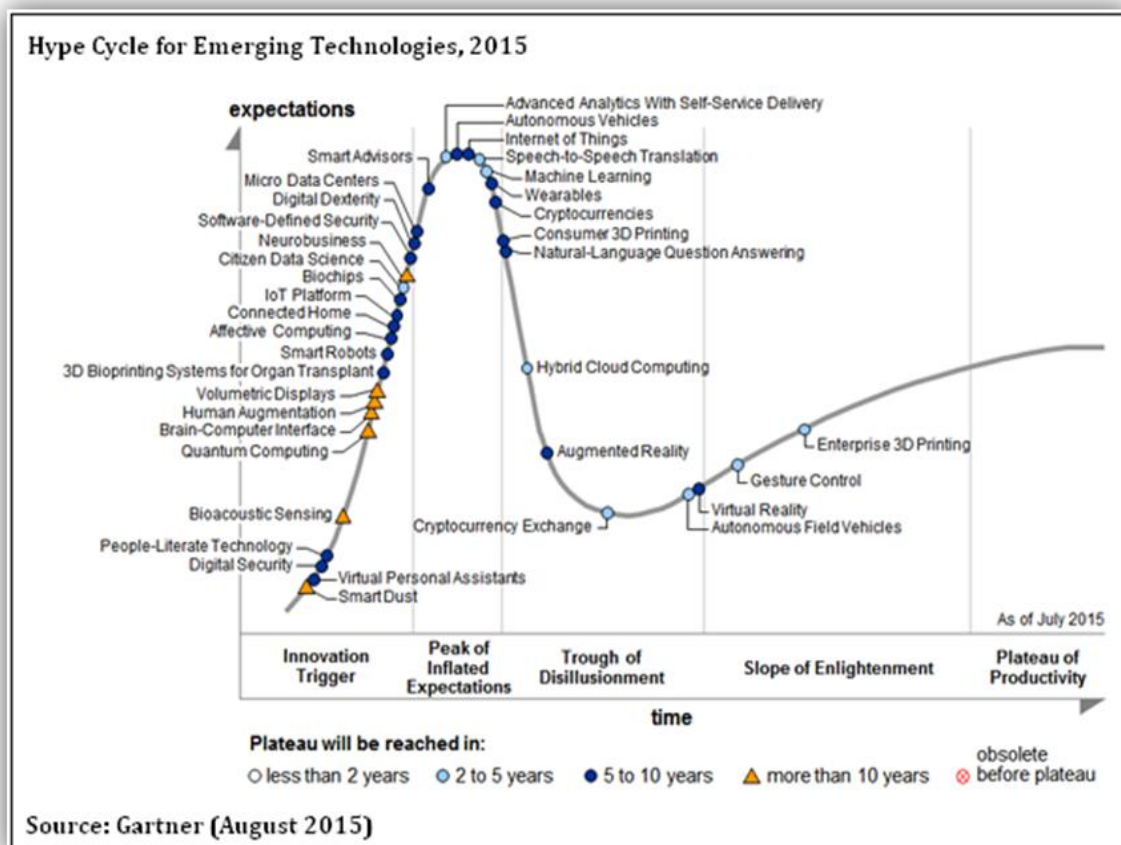 Hype Cycle for Emerging Technologies, 2015
expectations
Advanced Analytics With Self-Service Delivery
Autonomous Vehicles
Internet of Things
Speech-to-Speech Translation
Machine Learning
Wearables
Cryptocurrencies
Consumer 3D Printing
Natural-Language Question Answering
Smart Advisors
Micro Data Centers
Digital Dexterity
Software-Defined Security
Neurobusiness
Citizen Data Science
Biochips
IoT Platform
Connected Home
Affective Computing
Smart Robots
3D Bioprinting Systems for Organ Transplant
Volumetric Displays
Human Augmentation
Brain-Computer Interface
Quantum Computing
Bioacoustic Sensing
People-Literate Technology
Digital Security
Virtual Personal Assistants
Smart Dust
Hybrid Cloud Computing
Augmented Reality
Cryptocurrency Exchange
Enterprise 3D Printing
Gesture Control
Virtual Reality
Autonomous Field Vehicles
As of July 2015
Innovation
Trigger
Peak of
Inflated
Expectations
Trough of
Disillusionment
Slope of Enlightenment
Plateau of
Productivity
time
Plateau will be reached in:
less than 2 years
2 to 5 years
5 to 10 years
more than 10 years
obsolete
before plateau
Source: Gartner (August 2015)